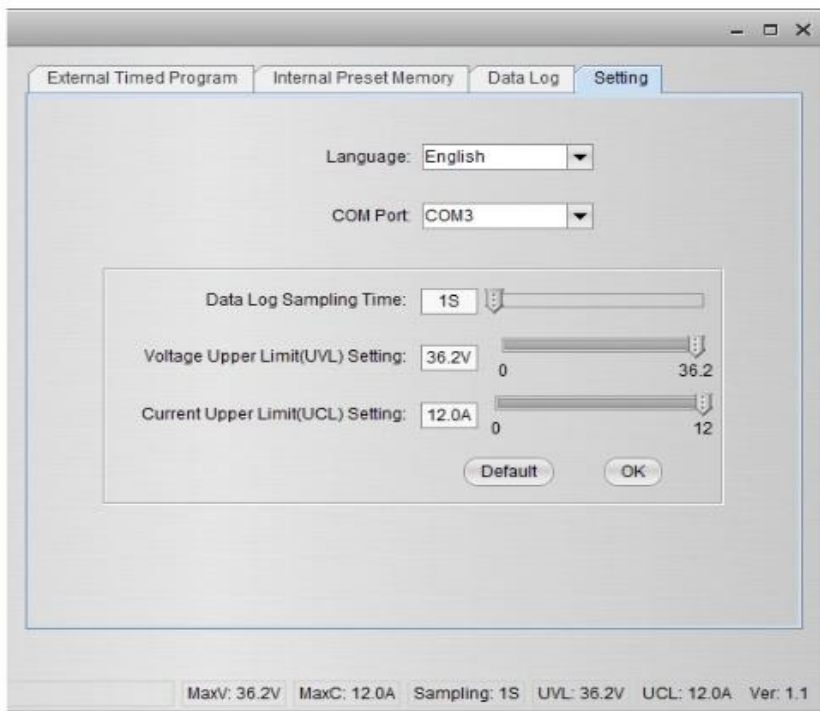 External Timed Program Internal Preset Memory Data Log Setting
Language: English
COM Port: COM3
Data Log Sampling Time: 1S
Voltage Upper Limit(UVL) Setting: 36.2V
0 36.2
Current Upper Limit(UCL) Setting: 12.0A
0 12
Default OK
MaxV: 36.2V MaxC: 12.0A Sampling: 1S UVL: 36.2V UCL: 12.0A Ver: 1.1